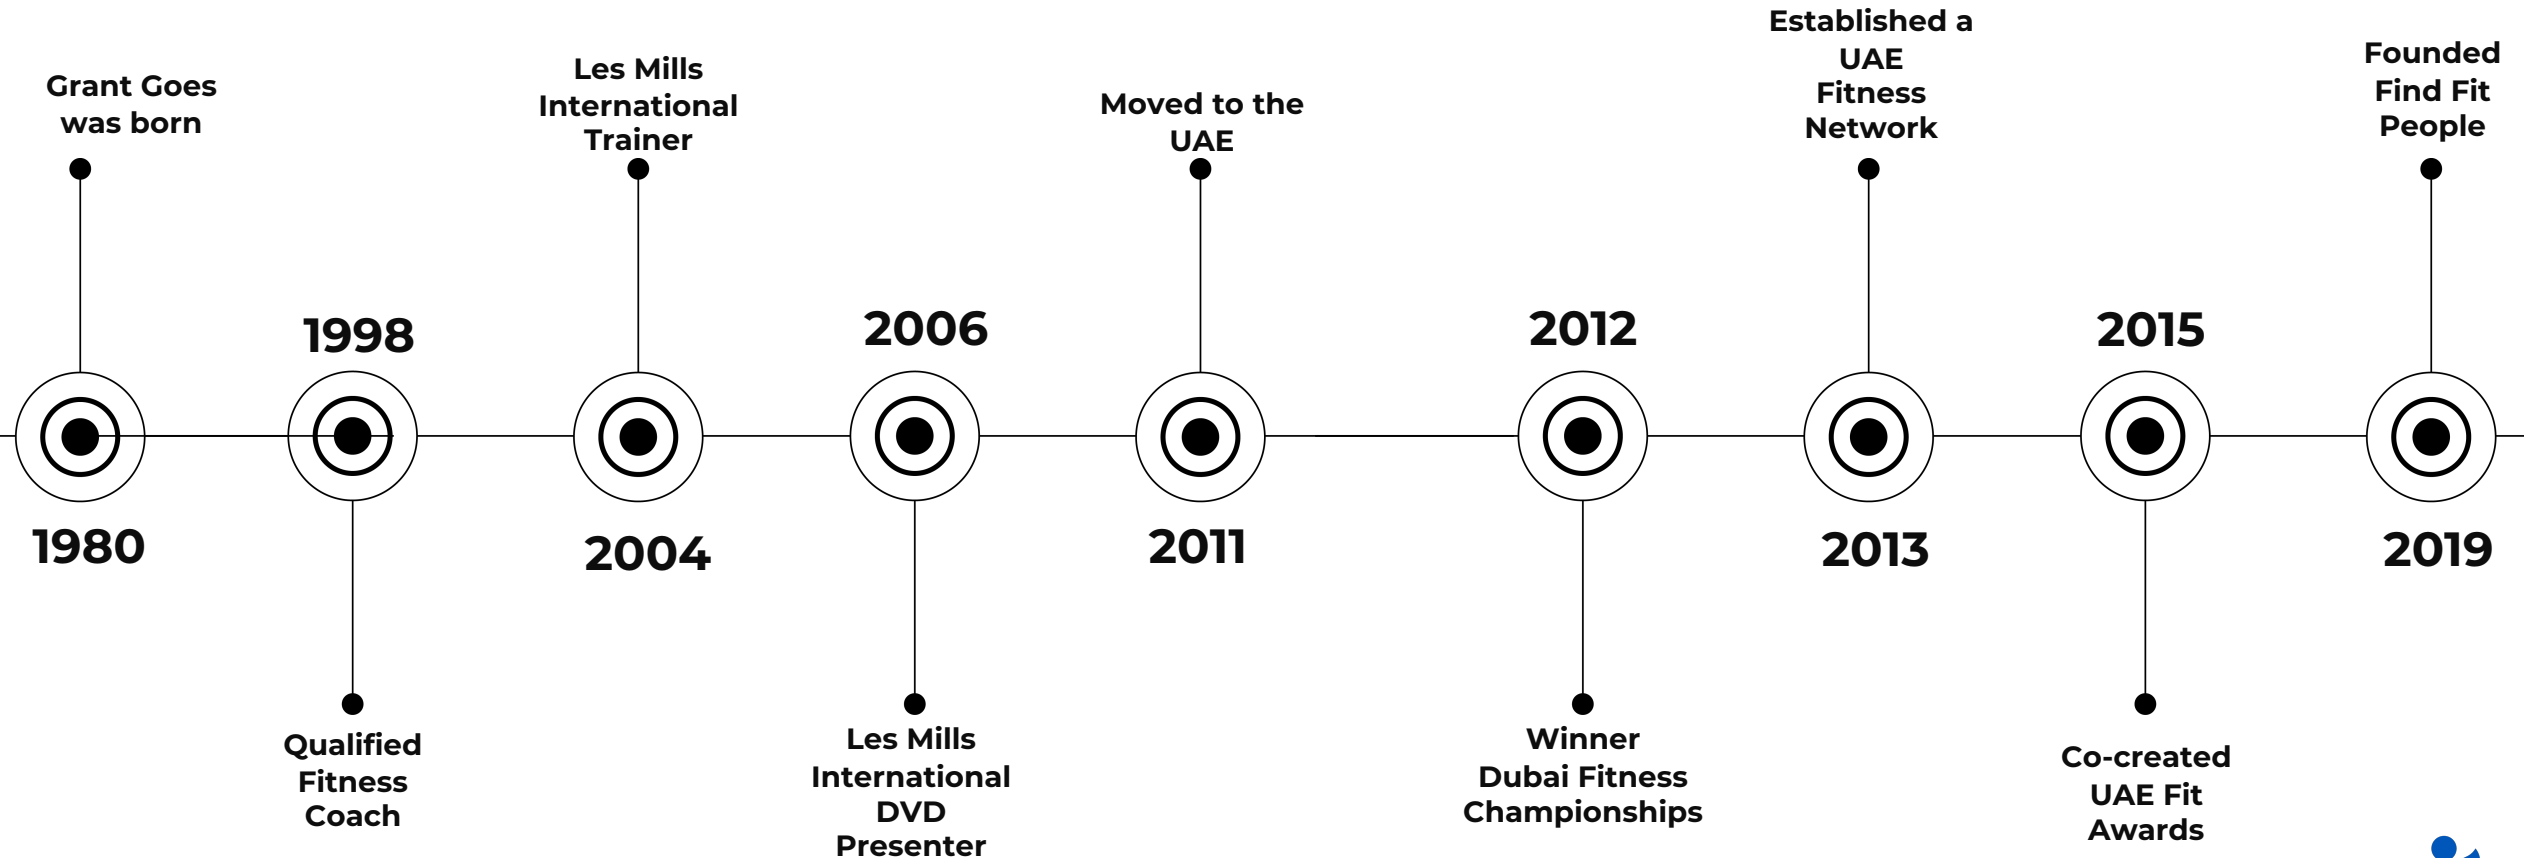 Grant Goes
was born
1980
1998
Qualified
Fitness
Coach
Les Mills
International
Trainer
2004
2006
Les Mills
International
DVD
Presenter
Moved to the
UAE
2011
2012
Winner
Dubai Fitness
Championships
Established a
UAE
Fitness
Network
2013
2015
Co-created
UAE Fit
Awards
Founded
Find Fit
People
2019